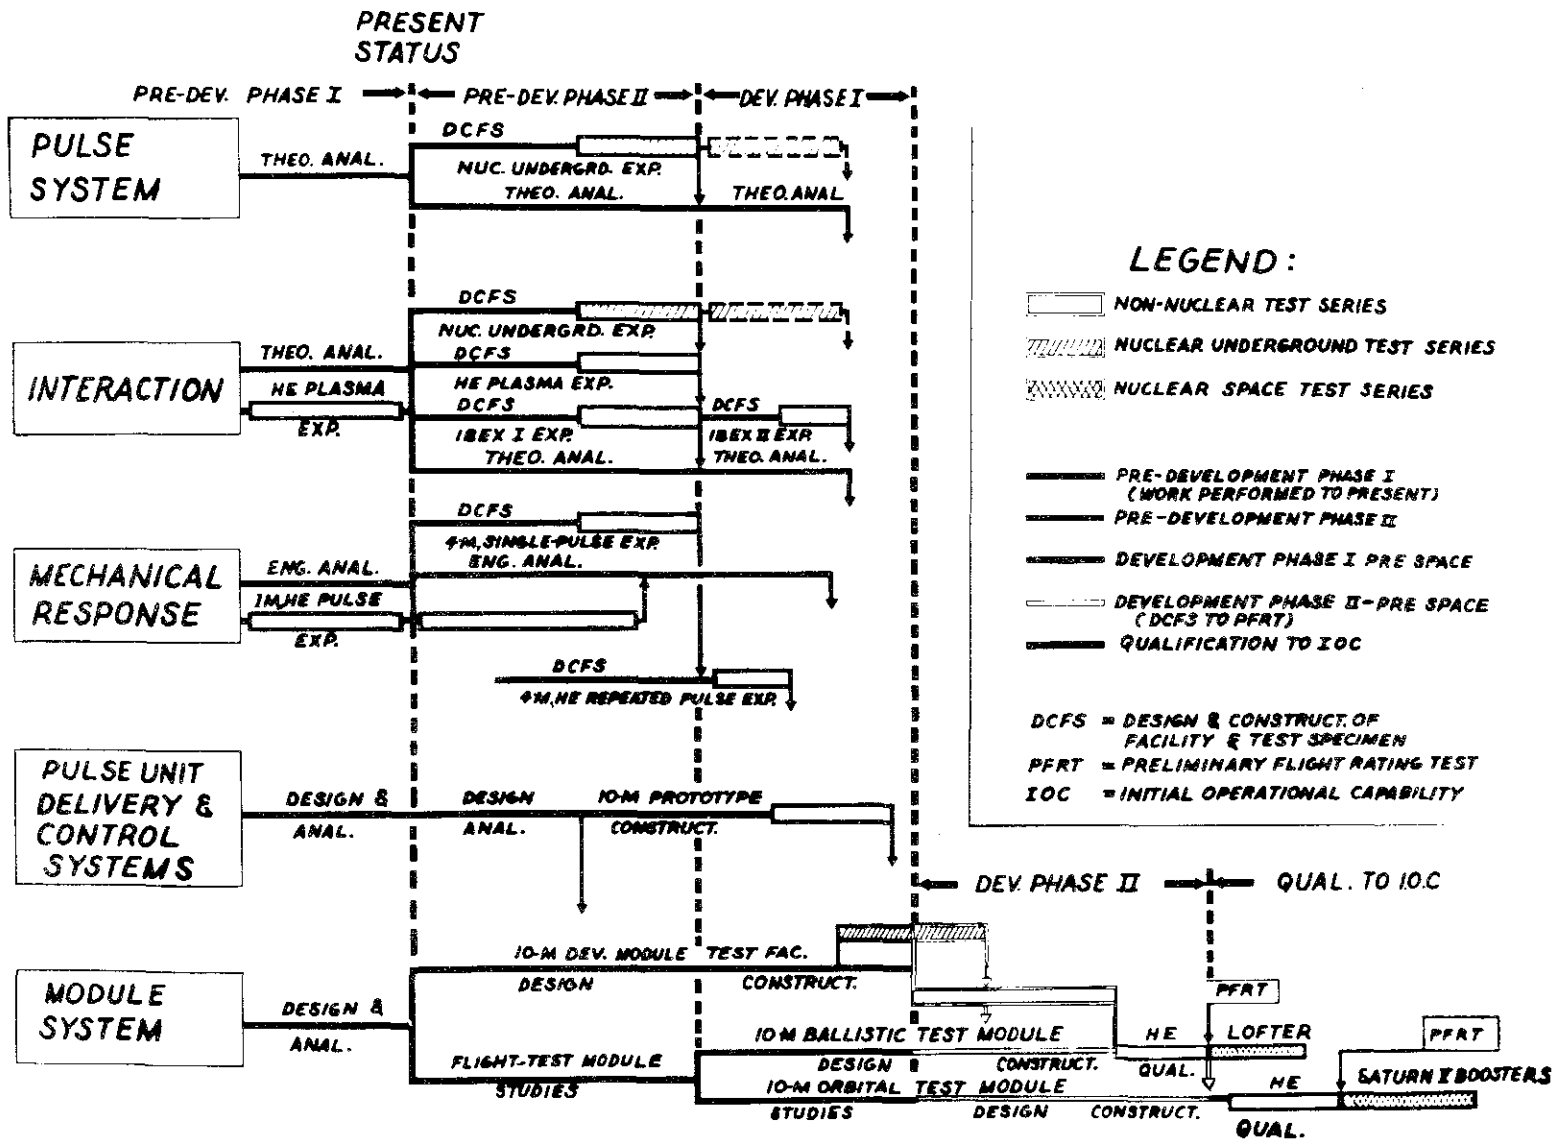 PRESENT
STATUS
PRE-DEV. PHASE I
PRE-DEV. PHASE II
DEV. PHASE I
PULSE
SYSTEM
THEO. ANAL.
DCFS
NUC. UNDERGRD. EXP.
THEO. ANAL.
THEO. ANAL
INTERACTION
THEO. ANAL.
HE PLASMA
EXP.
DCFS
NUC. UNDERGRD. EXP.
DCFS
HE PLASMA EXP.
DCFS
IBEX I EXP.
THEO. ANAL.
DCFS
IBEX II EXP.
THEO. ANAL.
MECHANICAL
RESPONSE
ENG. ANAL.
1M, HE PULSE
EXP.
DCFS
4-M, SINGLE-PULSE EXP.
ENG. ANAL.
DCFS
4-M, HE REPEATED PULSE EXP.
PULSE UNIT
DELIVERY &
CONTROL
SYSTEMS
DESIGN &
ANAL.
DESIGN
ANAL.
10-M PROTOTYPE
CONSTRUCT.
MODULE
SYSTEM
DESIGN &
ANAL.
10-M DEV. MODULE TEST FAC.
DESIGN
CONSTRUCT.
FLIGHT-TEST MODULE
STUDIES
10-M BALLISTIC TEST MODULE
DESIGN
CONSTRUCT.
HE
QUAL.
LOFTER
10-M ORBITAL TEST MODULE
STUDIES
DESIGN
CONSTRUCT.
HE
QUAL.
SATURN V BOOSTERS
DEV. PHASE II
QUAL. TO I.O.C
PFRT
PFRT
LEGEND:
NON-NUCLEAR TEST SERIES
NUCLEAR UNDERGROUND TEST SERIES
NUCLEAR SPACE TEST SERIES
PRE-DEVELOPMENT PHASE I
(WORK PERFORMED TO PRESENT)
PRE-DEVELOPMENT PHASE II
DEVELOPMENT PHASE I PRE SPACE
DEVELOPMENT PHASE II-PRE SPACE
(DCFS TO PFRT)
QUALIFICATION TO IOC
DCFS = DESIGN & CONSTRUCT. OF
FACILITY & TEST SPECIMEN
PFRT = PRELIMINARY FLIGHT RATING TEST
IOC = INITIAL OPERATIONAL CAPABILITY